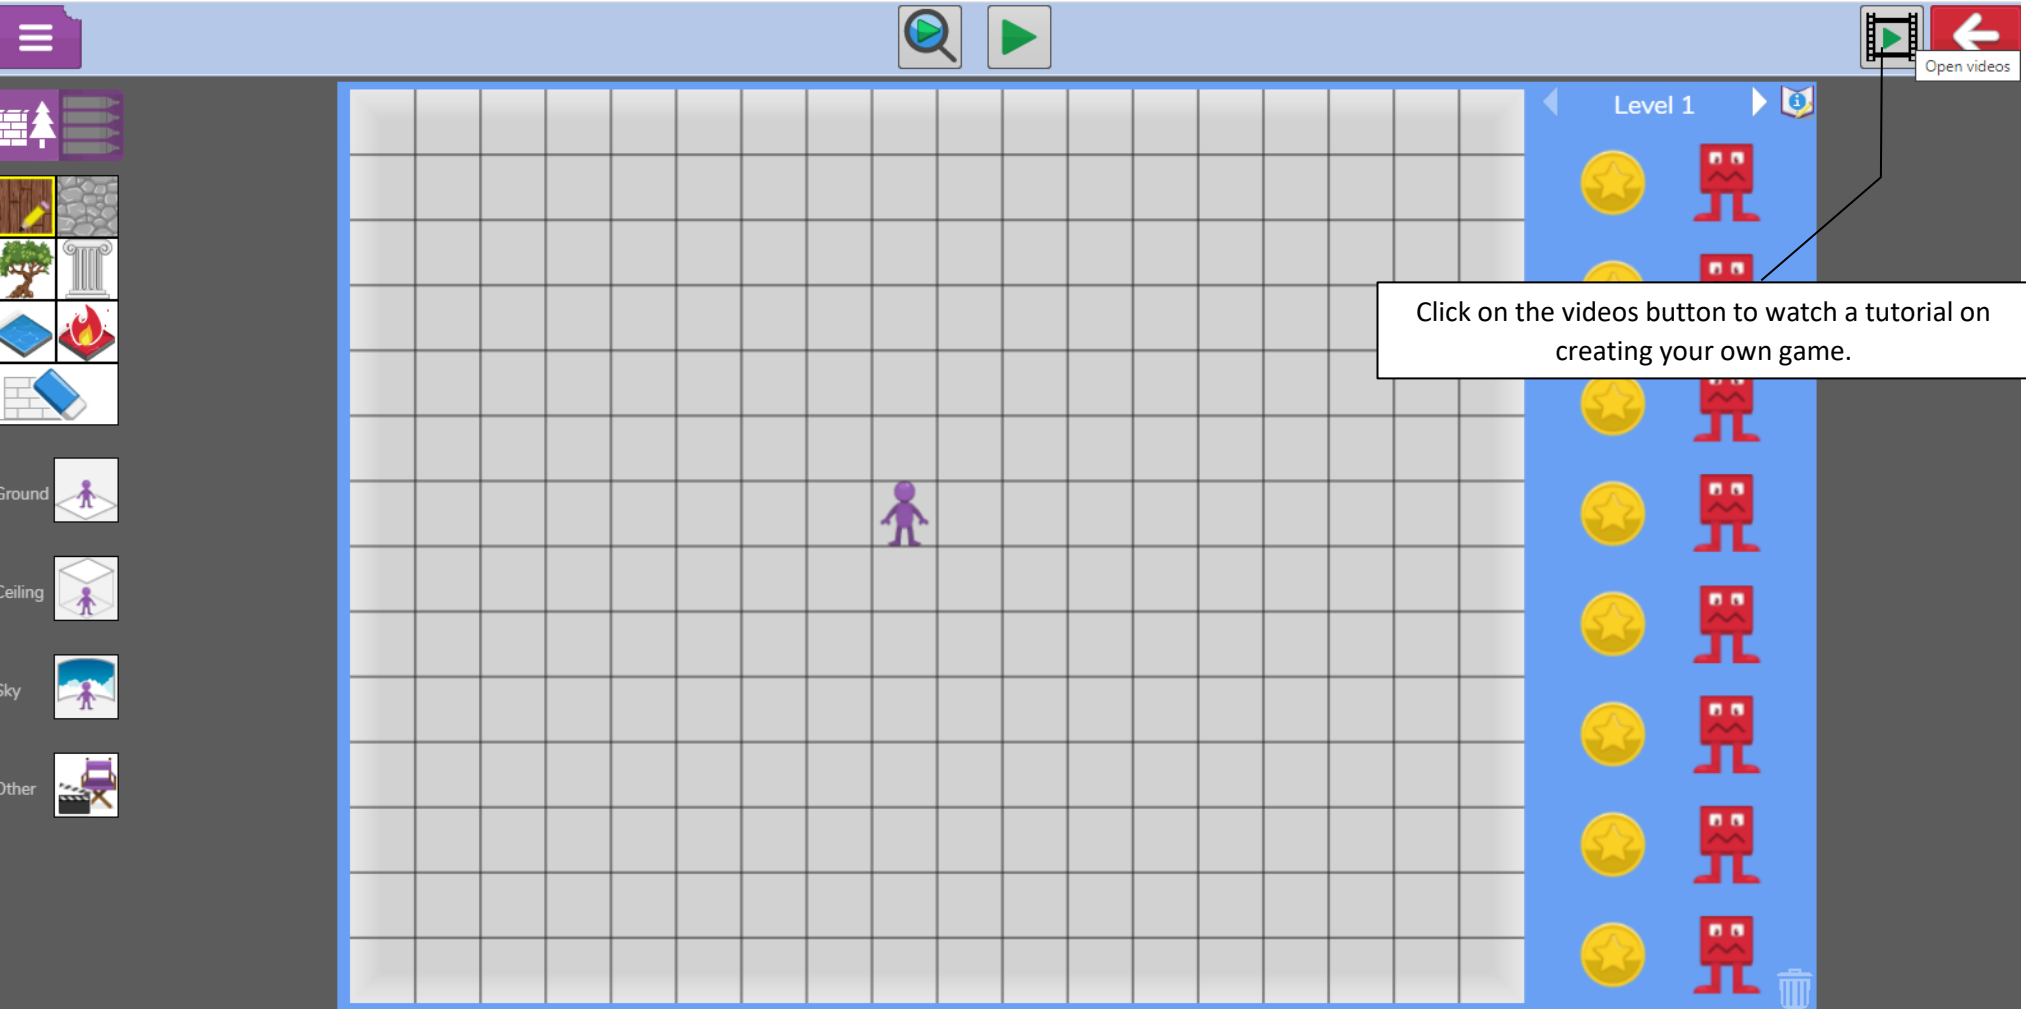 Open videos
Level 1
Click on the videos button to watch a tutorial on
creating your own game.
Ground
Ceiling
Sky
Other